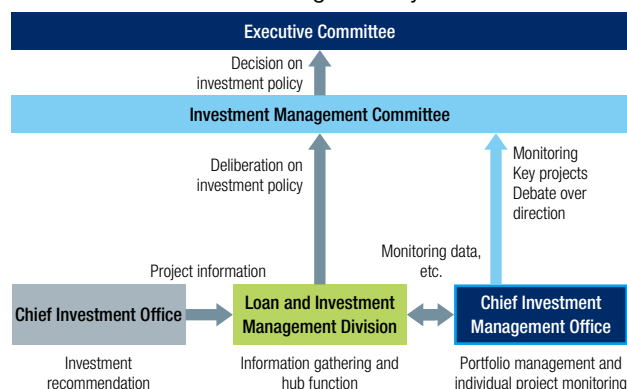 Executive Committee
Decision on
investment policy
Investment Management Committee
Deliberation on
investment policy
Monitoring
Key projects
Debate over
direction
Monitoring data,
etc.
Project information
Chief Investment Office
Loan and Investment
Management Division
Chief Investment
Management Office
Investment
recommendation
Information gathering and
hub function
Portfolio management and
individual project monitoring